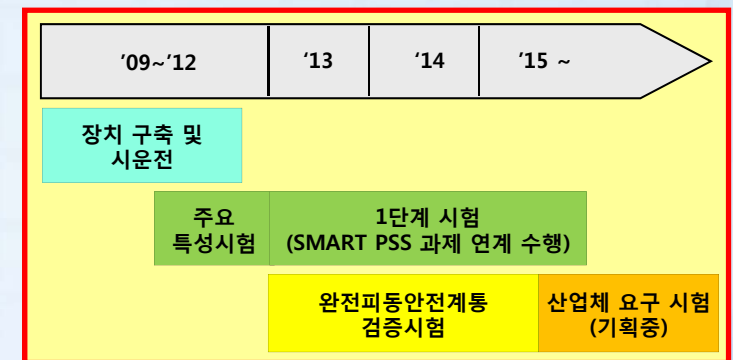 ’09~’12
‘13
‘14
’15 ~
장치 구축 및
시운전
주요
특성시험
1단계 시험
(SMART PSS 과제 연계 수행)
완전피동안전계통
검증시험
산업체 요구 시험
(기획중)